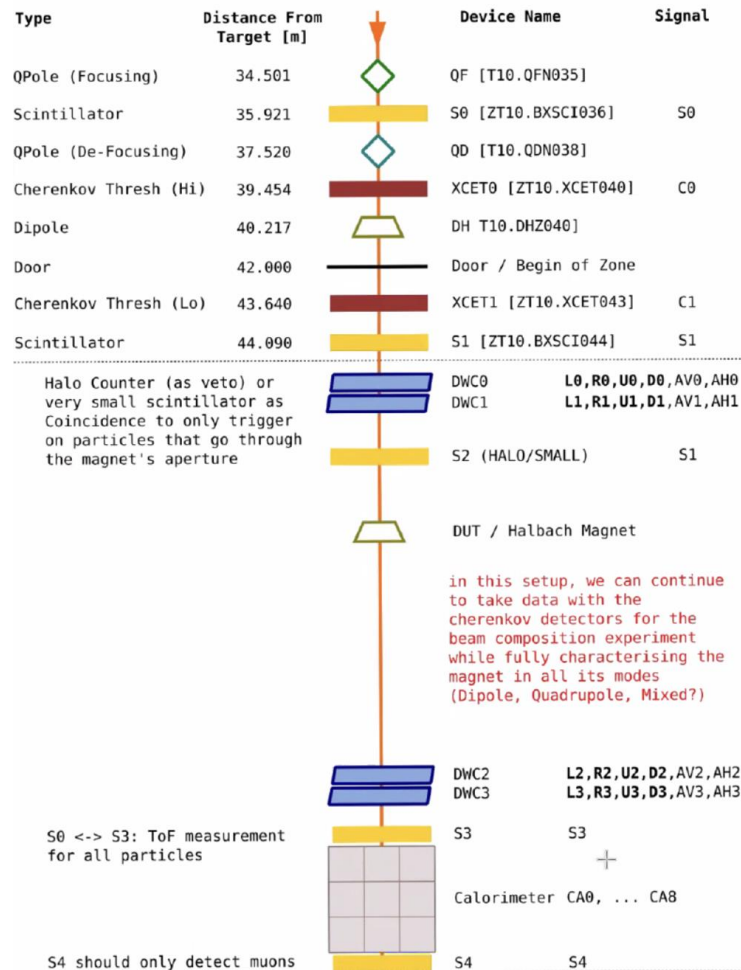 Type Distance From Target [m] Device Name Signal
QPole (Focusing) 34.501 QF [T10.QFN035]
Scintillator 35.921 S0 [ZT10.BXSCI036] S0
QPole (De-Focusing) 37.520 QD [T10.QDN038]
Cherenkov Thresh (Hi) 39.454 XCET0 [ZT10.XCET040] C0
Dipole 40.217 DH T10.DHZ040]
Door 42.000 Door / Begin of Zone
Cherenkov Thresh (Lo) 43.640 XCET1 [ZT10.XCET043] C1
Scintillator 44.090 S1 [ZT10.BXSCI044] S1
Halo Counter (as veto) or
very small scintillator as
Coincidence to only trigger
on particles that go through
the magnet's aperture
DWC0 L0,R0,U0,D0,AV0,AH0
DWC1 L1,R1,U1,D1,AV1,AH1
S2 (HALO/SMALL) S1
DUT / Halbach Magnet
in this setup, we can continue
to take data with the
cherenkov detectors for the
beam composition experiment
while fully characterising the
magnet in all its modes
(Dipole, Quadrupole, Mixed?)
DWC2 L2,R2,U2,D2,AV2,AH2
DWC3 L3,R3,U3,D3,AV3,AH3
S0 <-> S3: ToF measurement
for all particles
S3 S3
Calorimeter CA0, ... CA8
S4 should only detect muons S4 S4